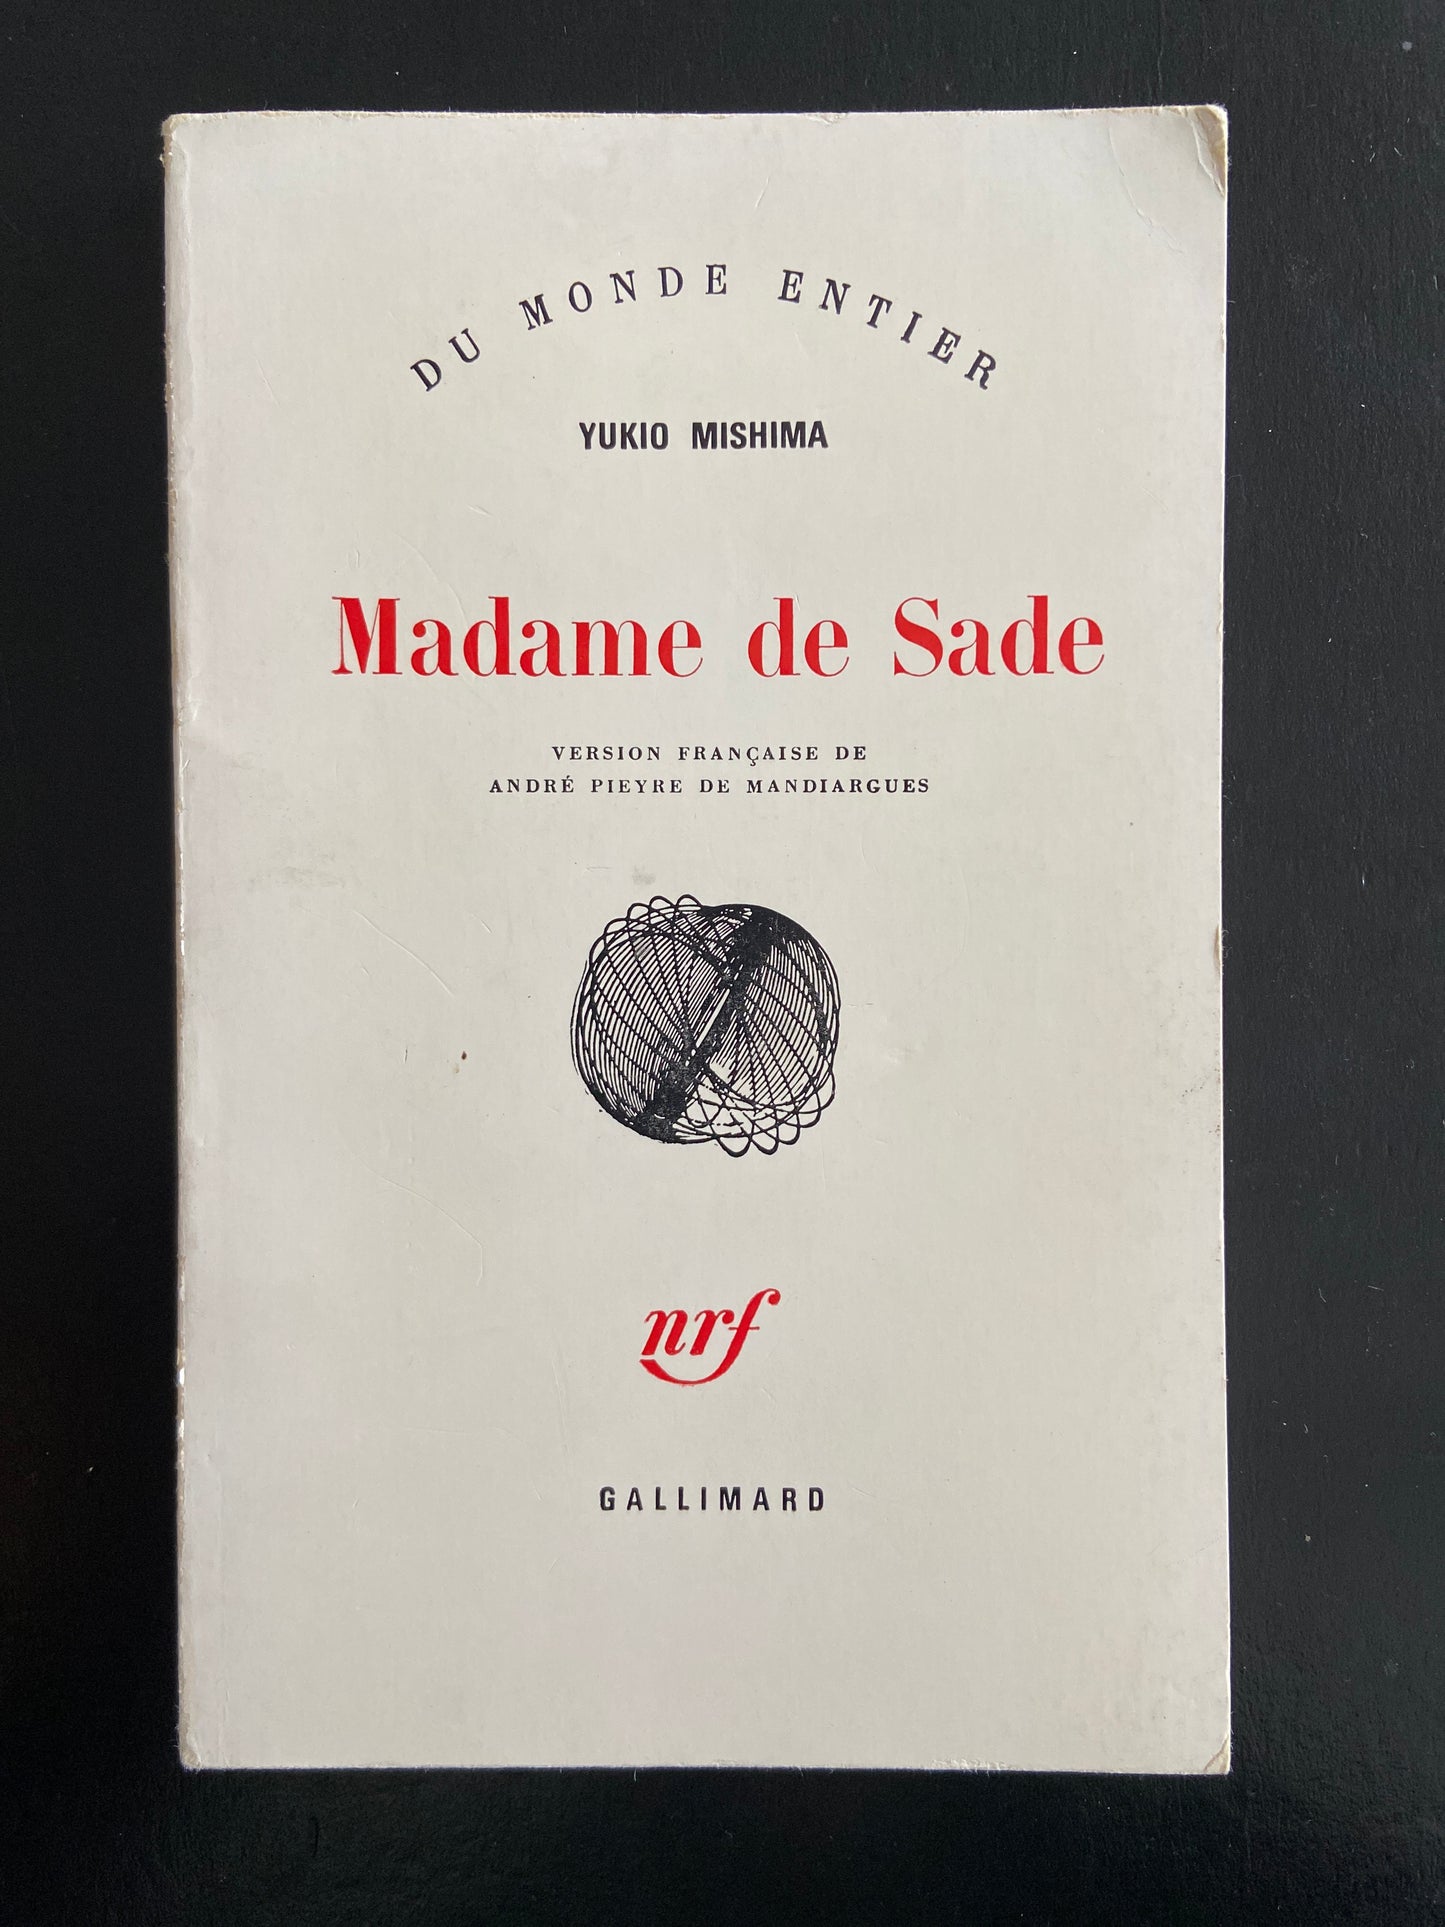 DU MONDE ENTIER
YUKIO MISHIMA
Madame de Sade
VERSION FRANÇAISE DE
ANDRÉ PIEYRE DE MANDIARGUES
nrf
GALLIMARD